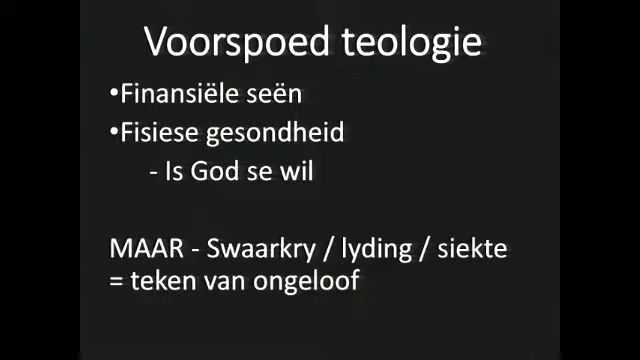 Voorspoed teologie
•Finansiële seën
•Fisiese gesondheid
- Is God se wil
MAAR - Swaarkry / lyding / siekte
= teken van ongeloof